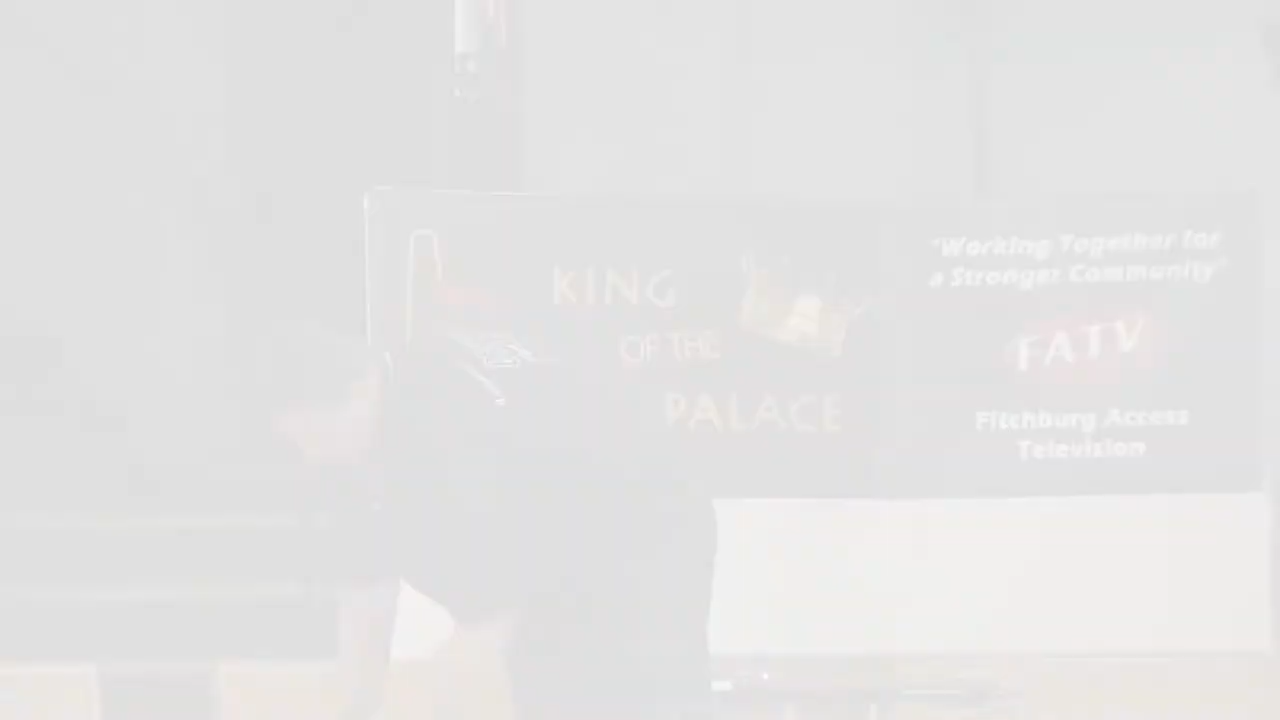 KING
OF THE
PALACE
"Working Together for
a Stronger Community"
FATV
Fitchburg Access
Television